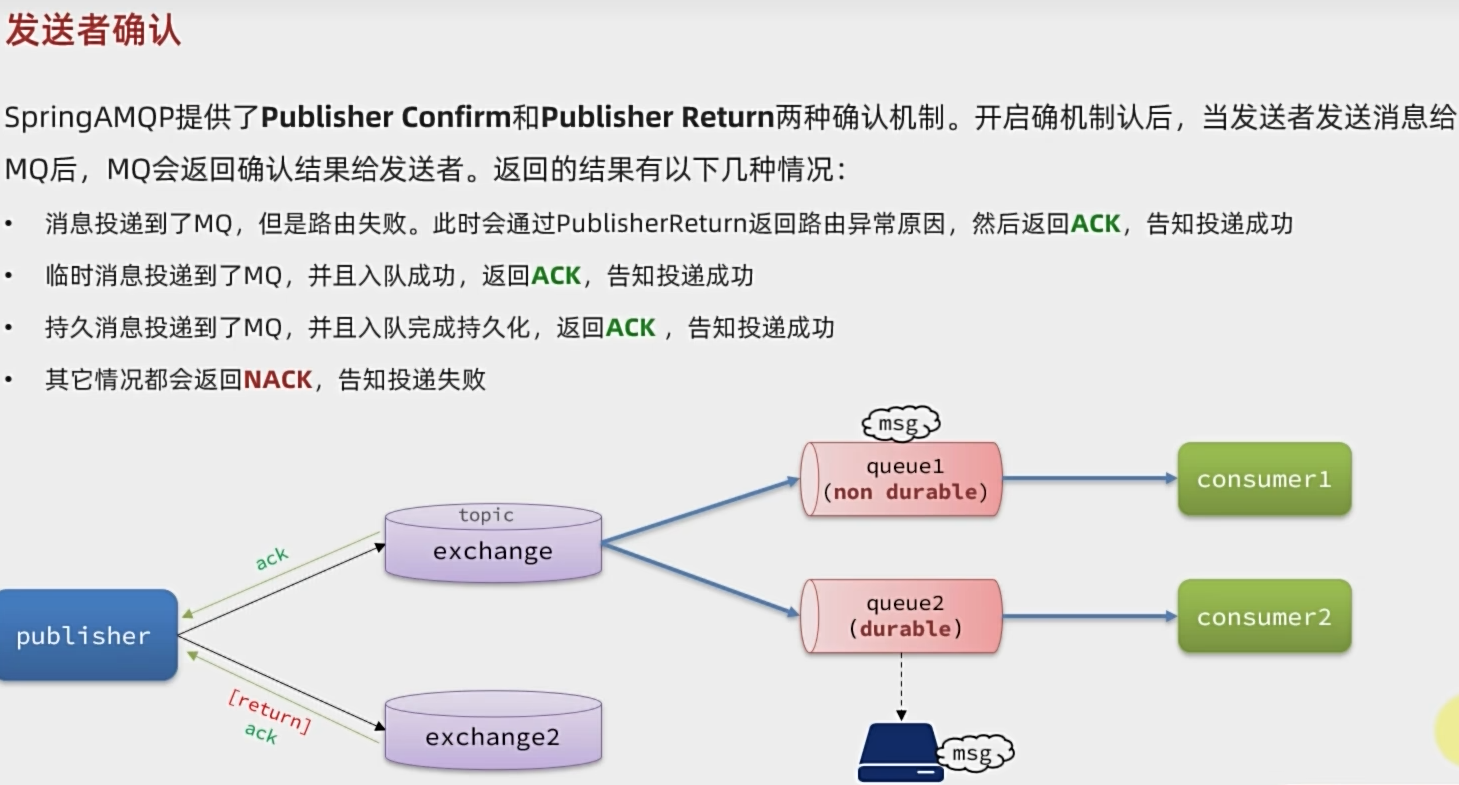 发送者确认
SpringAMQP提供了Publisher Confirm和Publisher Return两种确认机制。开启确机制认后，当发送者发送消息给
MQ后，MQ会返回确认结果给发送者。返回的结果有以下几种情况：
• 消息投递到了MQ，但是路由失败。此时会通过PublisherReturn返回路由异常原因，然后返回ACK，告知投递成功
• 临时消息投递到了MQ，并且入队成功，返回ACK，告知投递成功
• 持久消息投递到了MQ，并且入队完成持久化，返回ACK ，告知投递成功
• 其它情况都会返回NACK，告知投递失败
msg
queue1
(non durable)
consumer1
topic
exchange
ack
queue2
(durable)
consumer2
publisher
[return]
ack
exchange2
msg